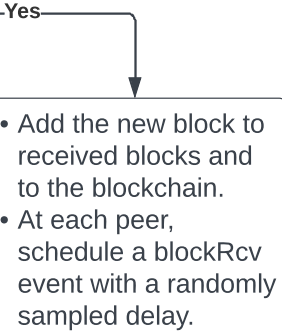 Yes
• Add the new block to
received blocks and
to the blockchain.
• At each peer,
schedule a blockRcv
event with a randomly
sampled delay.